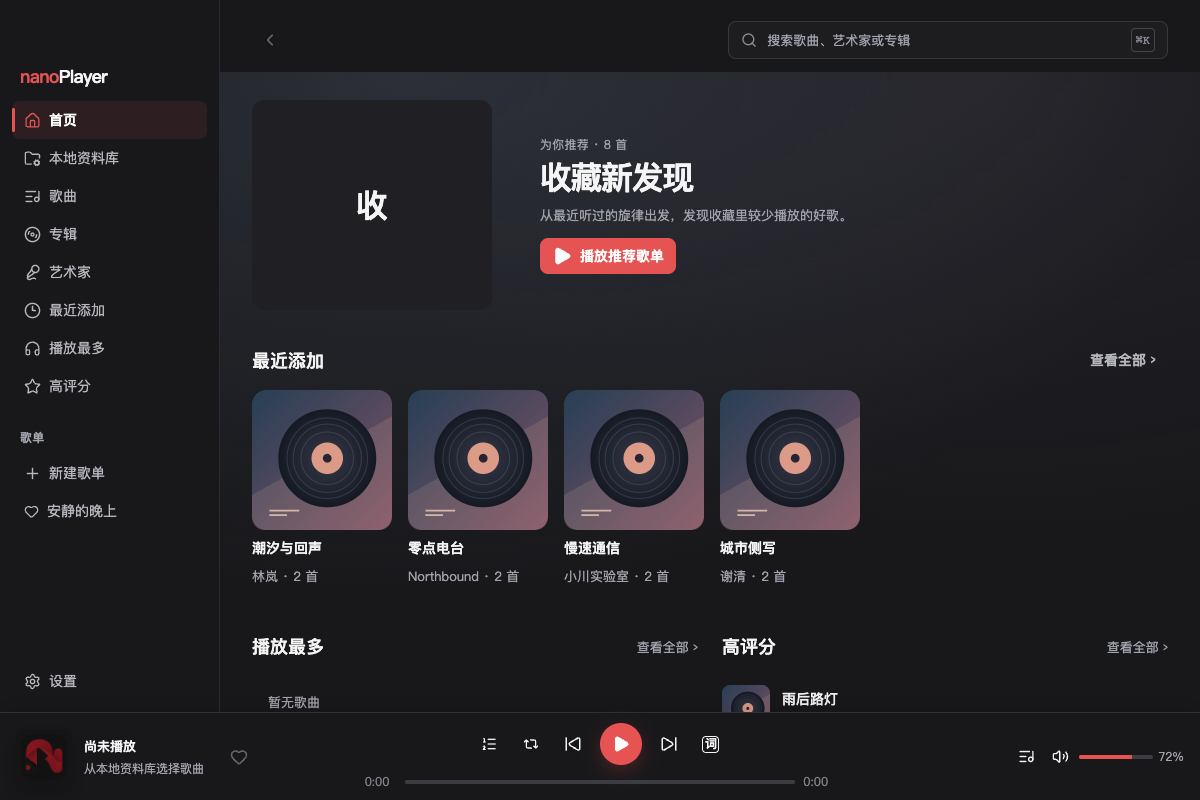 nanoPlayer
首页
本地资料库
歌曲
专辑
艺术家
最近添加
播放最多
高评分
歌单
新建歌单
安静的晚上
设置
搜索歌曲、艺术家或专辑
⌘K
收
为你推荐 · 8 首
收藏新发现
从最近听过的旋律出发，发现收藏里较少播放的好歌。
播放推荐歌单
最近添加
查看全部 ›
潮汐与回声
林岚 · 2 首
零点电台
Northbound · 2 首
慢速通信
小川实验室 · 2 首
城市侧写
谢清 · 2 首
播放最多
查看全部 ›
暂无歌曲
高评分
查看全部 ›
雨后路灯
尚未播放
从本地资料库选择歌曲
词
0:00
0:00
72%